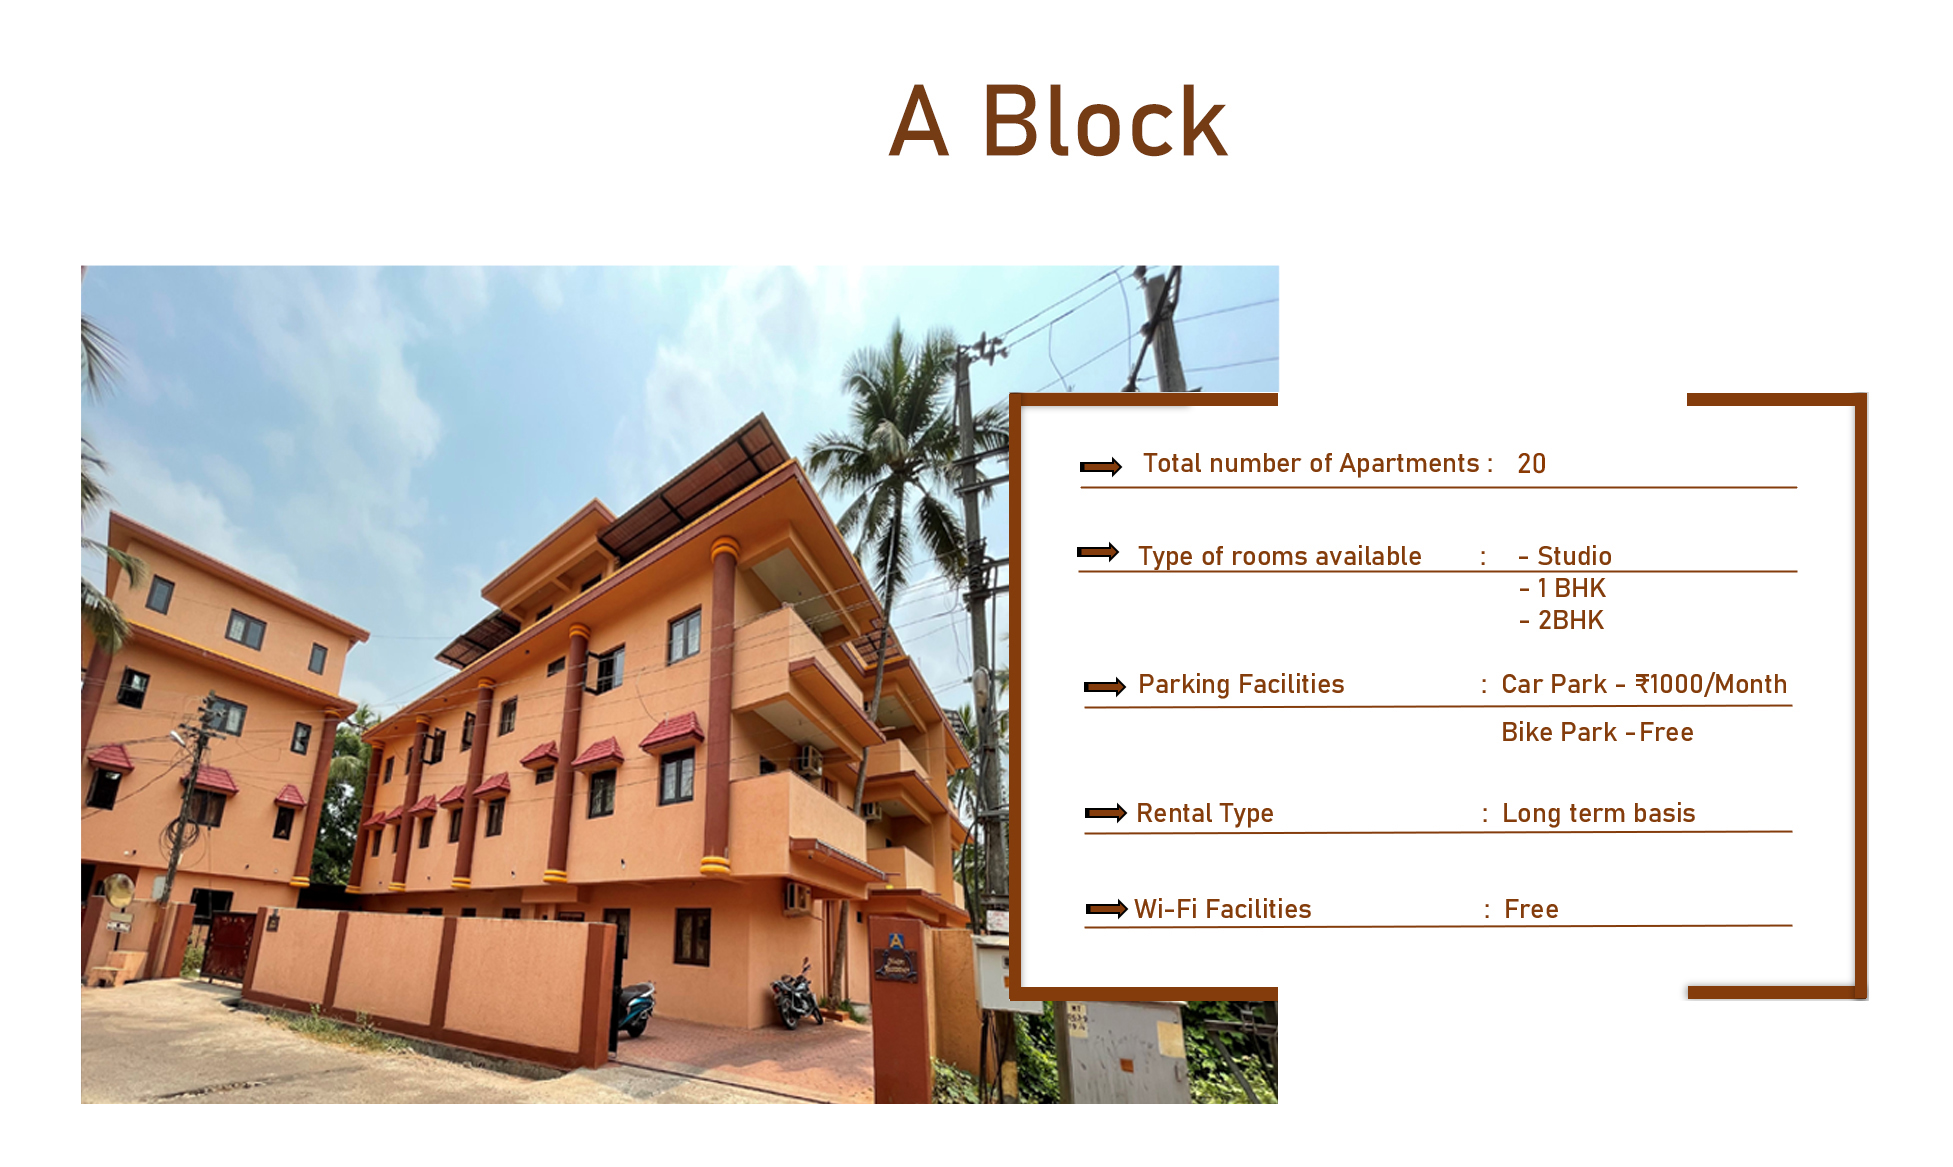 A Block
Total number of Apartments : 20
Type of rooms available : - Studio
- 1 BHK
- 2BHK
Parking Facilities : Car Park - ₹1000/Month
Bike Park -Free
Rental Type : Long term basis
Wi-Fi Facilities : Free
A